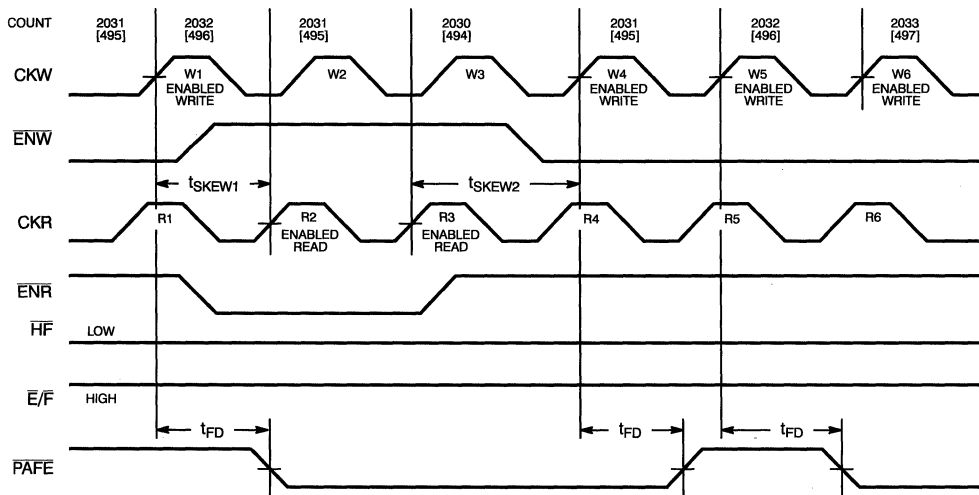 COUNT 2031 2032 2031 2030 2031 2032 2033
[495] [496] [495] [494] [495] [496] [497]
CKW W1 W2 W3 W4 W5 W6
ENABLED ENABLED ENABLED ENABLED
WRITE WRITE WRITE WRITE
ENW
tSKEW1 tSKEW2
CKR R1 R2 R3 R4 R5 R6
ENABLED ENABLED
READ READ
ENR
HF LOW
E/F HIGH
tFD tFD tFD
PAFE